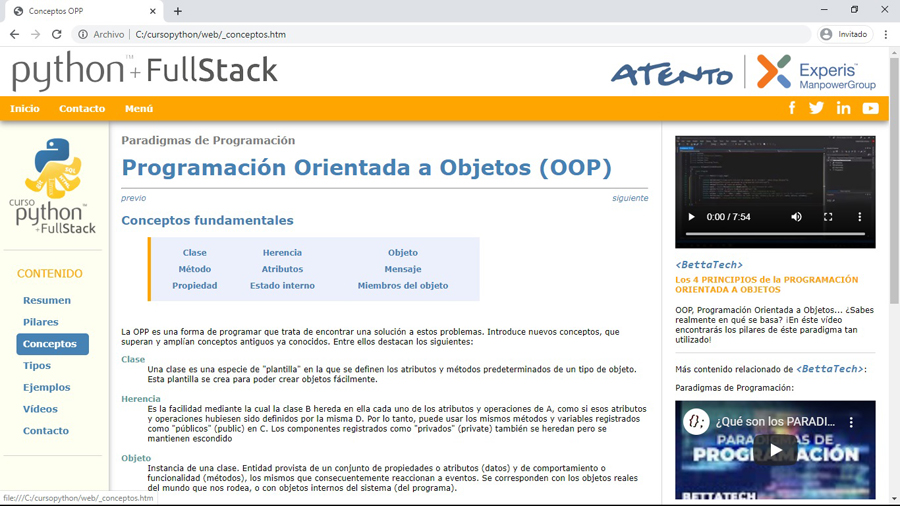 Conceptos OPP
Archivo | C:/cursopython/web/_conceptos.htm
Invitado
python™ + FullStack
ATENTO
Experis™
ManpowerGroup
Inicio Contacto Menú
curso
python™
+FullStack
CONTENIDO
Resumen
Pilares
Conceptos
Tipos
Ejemplos
Vídeos
Contacto
Paradigmas de Programación
Programación Orientada a Objetos (OOP)
previo siguiente
Conceptos fundamentales
Clase Herencia Objeto
Método Atributos Mensaje
Propiedad Estado interno Miembros del objeto
La OPP es una forma de programar que trata de encontrar una solución a estos problemas. Introduce nuevos conceptos, que
superan y amplían conceptos antiguos ya conocidos. Entre ellos destacan los siguientes:
Clase
Una clase es una especie de "plantilla" en la que se definen los atributos y métodos predeterminados de un tipo de objeto.
Esta plantilla se crea para poder crear objetos fácilmente.
Herencia
Es la facilidad mediante la cual la clase B hereda en ella cada uno de los atributos y operaciones de A, como si esos atributos
y operaciones hubiesen sido definidos por la misma D. Por lo tanto, puede usar los mismos métodos y variables registrados
como "públicos" (public) en C. Los componentes registrados como "privados" (private) también se heredan pero se
mantienen escondido
Objeto
Instancia de una clase. Entidad provista de un conjunto de propiedades o atributos (datos) y de comportamiento o
funcionalidad (métodos), los mismos que consecuentemente reaccionan a eventos. Se corresponden con los objetos reales
del mundo que nos rodea, o con objetos internos del sistema (del programa).
0:00 / 7:54
<BettaTech>
Los 4 PRINCIPIOS de la PROGRAMACIÓN
ORIENTADA A OBJETOS
OOP, Programación Orientada a Objetos... ¿Sabes
realmente en qué se basa? ¡En éste vídeo
encontrarás los pilares de éste paradigma tan
utilizado!
Más contenido relacionado de <BettaTech>:
Paradigmas de Programación:
{};
¿Qué son los PARADI...
PARADIGMAS DE
PROGRAMACIÓN
BETTATECH
file:///C:/cursopython/web/_conceptos.htm